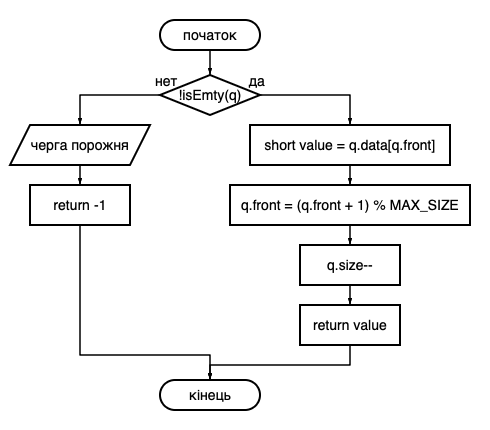 початок
нет
да
!isEmty(q)
черга порожня
short value = q.data[q.front]
return -1
q.front = (q.front + 1) % MAX_SIZE
q.size--
return value
кінець